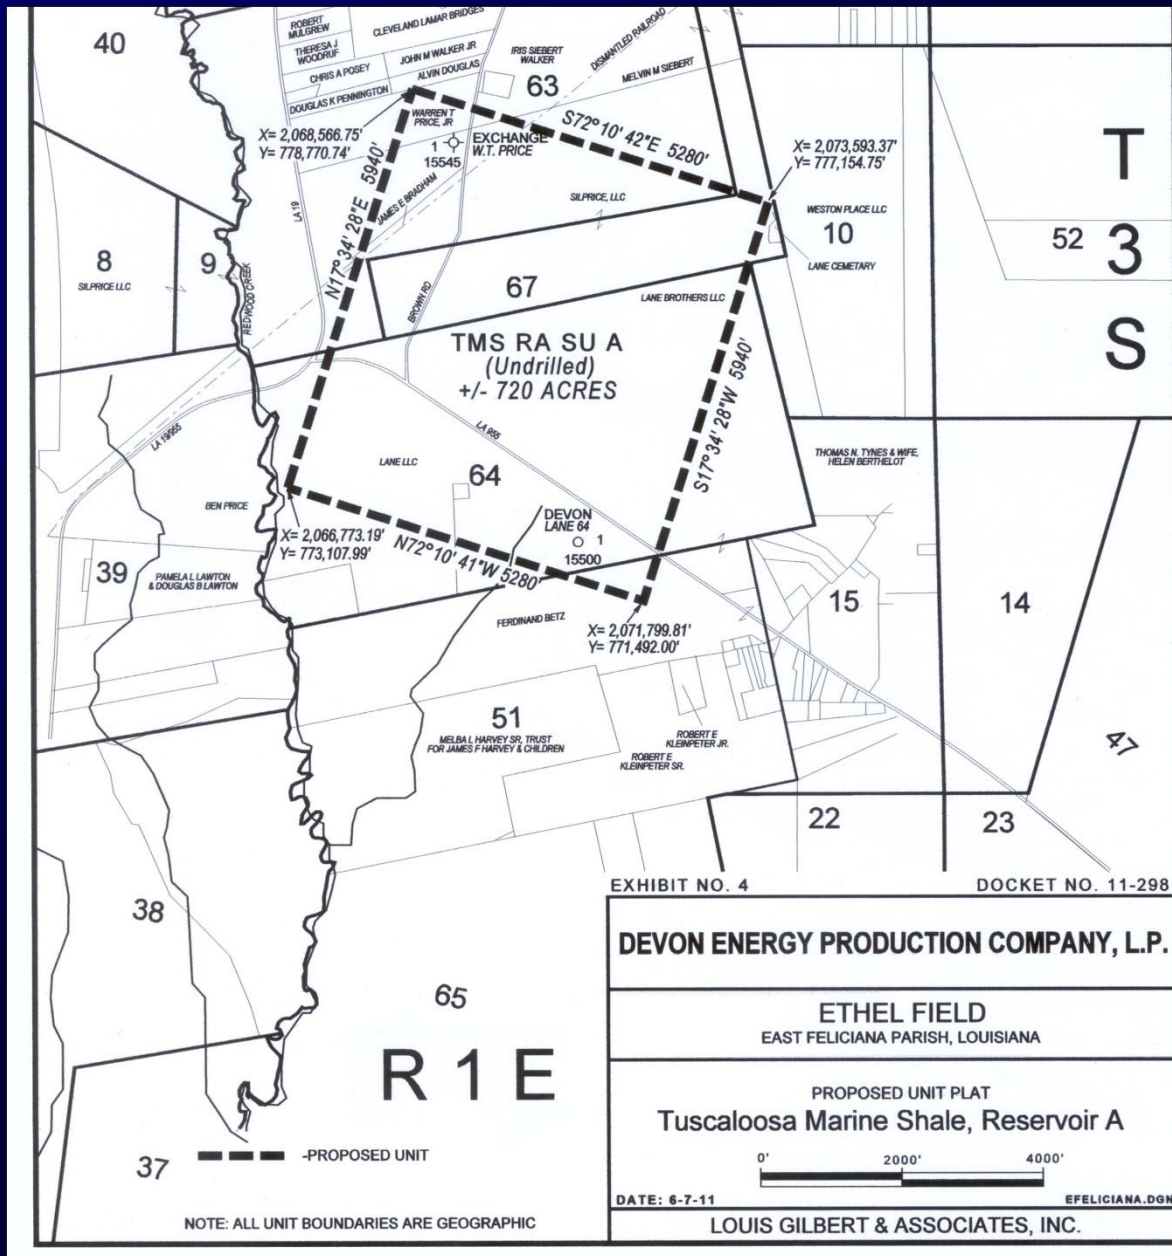 40
ROBERT
MULGREW
THERESA J
WOODRUF
CHRIS A POSEY
DOUGLAS K PENNINGTON
CLEVELAND LAMAR BRIDGES
JOHN M WALKER JR
ALVIN DOUGLAS
IRIS SIEBERT
WALKER
63
DISMANTLED RAILROAD
MELVIN M SIEBERT
WARREN T
PRICE, JR
X= 2,068,566.75'
Y= 778,770.74'
1
15545
EXCHANGE
W.T. PRICE
S72° 10' 42"E 5280'
X= 2,073,593.37'
Y= 777,154.75'
T
3
S
N17° 34' 28"E 5940'
JAMES E BRADHAM
LA 19
SILPRICE, LLC
WESTON PLACE LLC
10
LANE CEMETARY
52
8
SILPRICE LLC
9
REDWOOD CREEK
BROWN RD
67
LANE BROTHERS LLC
TMS RA SU A
(Undrilled)
+/- 720 ACRES
S17° 34' 28"W 5940'
LA 19/955
LA 955
LANE LLC
64
THOMAS N. TYNES & WIFE,
HELEN BERTHELOT
BEN PRICE
DEVON
LANE 64
1
15500
X= 2,066,773.19'
Y= 773,107.99'
N72° 10' 41"W 5280'
39
PAMELA L LAWTON
& DOUGLAS B LAWTON
FERDINAND BETZ
X= 2,071,799.81'
Y= 771,492.00'
15
14
51
MELBA L HARVEY SR, TRUST
FOR JAMES F HARVEY & CHILDREN
ROBERT E
KLEINPETER JR.
ROBERT E
KLEINPETER SR.
47
22
23
38
65
R 1 E
37
-PROPOSED UNIT
NOTE: ALL UNIT BOUNDARIES ARE GEOGRAPHIC
EXHIBIT NO. 4
DOCKET NO. 11-298
DEVON ENERGY PRODUCTION COMPANY, L.P.
ETHEL FIELD
EAST FELICIANA PARISH, LOUISIANA
PROPOSED UNIT PLAT
Tuscaloosa Marine Shale, Reservoir A
0' 2000' 4000'
DATE: 6-7-11
EFELICIANA.DGN
LOUIS GILBERT & ASSOCIATES, INC.